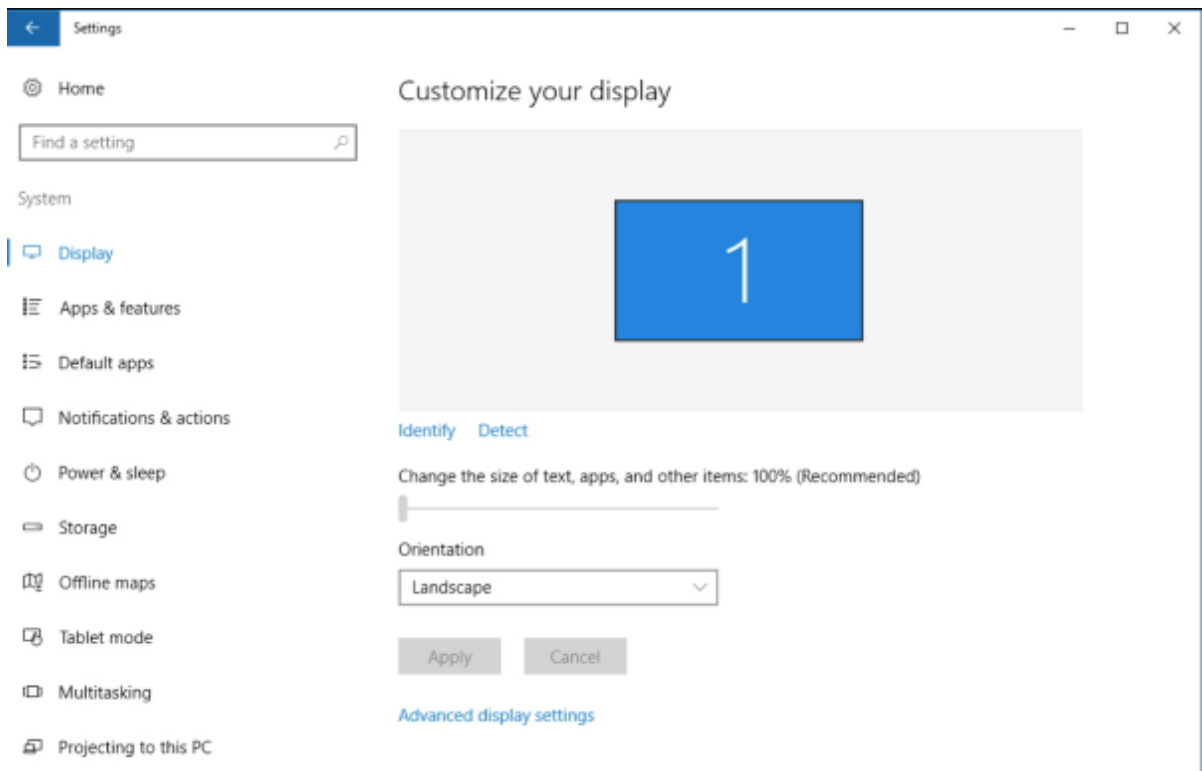 Settings
Home
Find a setting
System
Display
Apps & features
Default apps
Notifications & actions
Power & sleep
Storage
Offline maps
Tablet mode
Multitasking
Projecting to this PC
Customize your display
1
Identify Detect
Change the size of text, apps, and other items: 100% (Recommended)
Orientation
Landscape
Apply Cancel
Advanced display settings